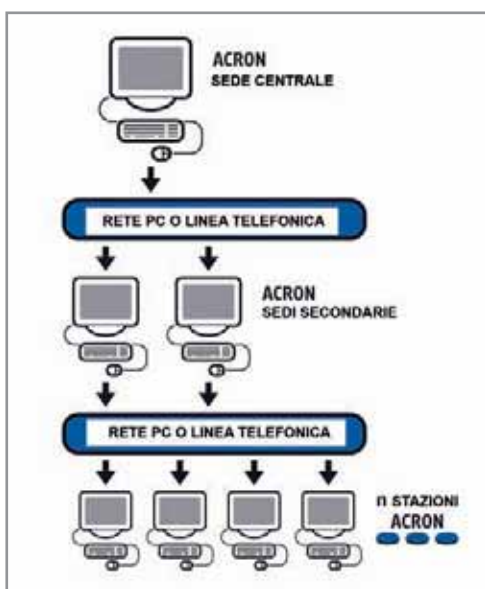 ACRON
SEDE CENTRALE
RETE PC O LINEA TELEFONICA
ACRON
SEDI SECONDARIE
RETE PC O LINEA TELEFONICA
n STAZIONI
ACRON